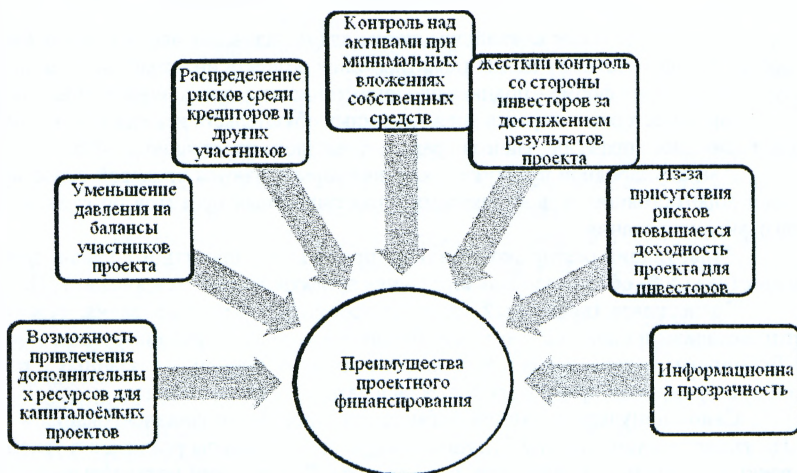 Контроль над
активами при
минимальных
вложениях
собственных
средств
Распределение
рисков среди
кредиторов и
других
участников
Жёсткий контроль
со стороны
инвесторов за
достижением
результатов
проекта
Уменьшение
давления на
балансы
участников
проекта
Из-за
присутствия
рисков
повышается
доходность
проекта для
инвесторов
Возможность
привлечения
дополнительны
х ресурсов для
капиталоёмких
проектов
Преимущества
проектного
финансирования
Информационна
я прозрачность